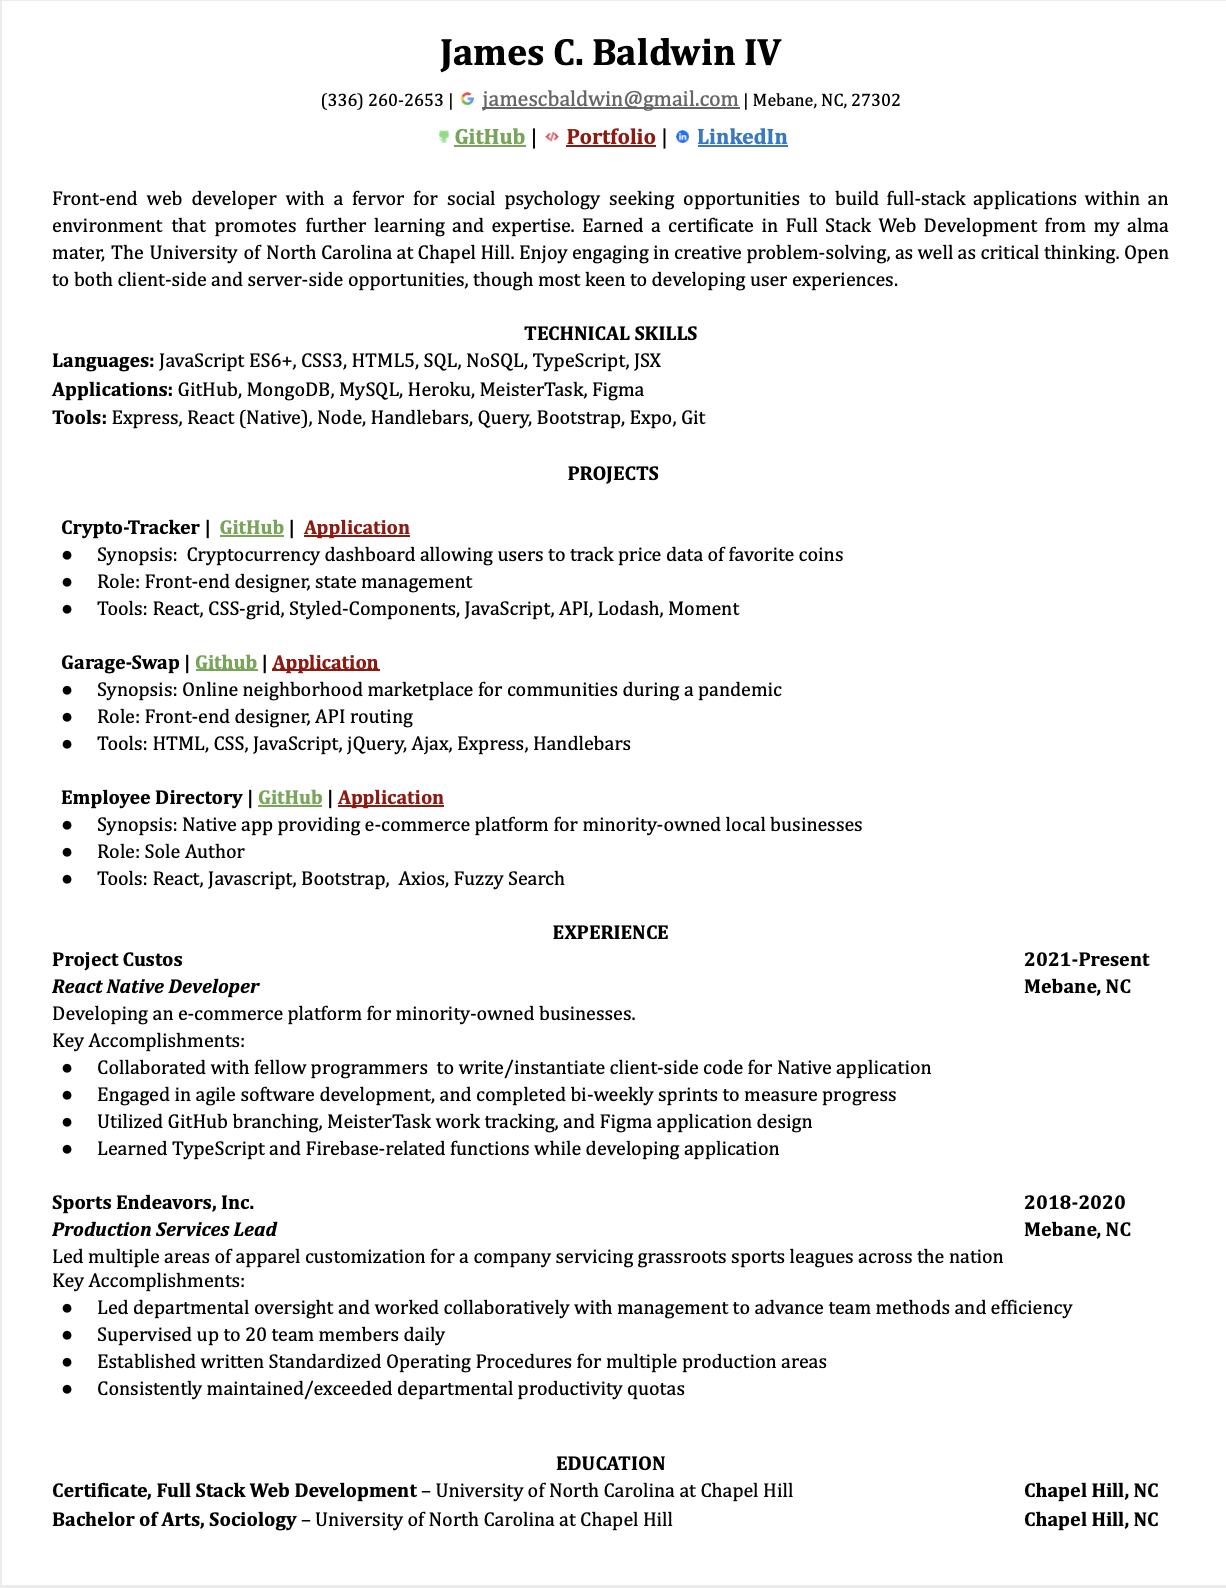 James C. Baldwin IV
(336) 260-2653 | jamescbaldwin@gmail.com | Mebane, NC, 27302
GitHub | Portfolio | LinkedIn
Front-end web developer with a fervor for social psychology seeking opportunities to build full-stack applications within an
environment that promotes further learning and expertise. Earned a certificate in Full Stack Web Development from my alma
mater, The University of North Carolina at Chapel Hill. Enjoy engaging in creative problem-solving, as well as critical thinking. Open
to both client-side and server-side opportunities, though most keen to developing user experiences.
TECHNICAL SKILLS
Languages: JavaScript ES6+, CSS3, HTML5, SQL, NoSQL, TypeScript, JSX
Applications: GitHub, MongoDB, MySQL, Heroku, MeisterTask, Figma
Tools: Express, React (Native), Node, Handlebars, Query, Bootstrap, Expo, Git
PROJECTS
Crypto-Tracker | GitHub | Application
● Synopsis: Cryptocurrency dashboard allowing users to track price data of favorite coins
● Role: Front-end designer, state management
● Tools: React, CSS-grid, Styled-Components, JavaScript, API, Lodash, Moment
Garage-Swap | Github | Application
● Synopsis: Online neighborhood marketplace for communities during a pandemic
● Role: Front-end designer, API routing
● Tools: HTML, CSS, JavaScript, jQuery, Ajax, Express, Handlebars
Employee Directory | GitHub | Application
● Synopsis: Native app providing e-commerce platform for minority-owned local businesses
● Role: Sole Author
● Tools: React, Javascript, Bootstrap, Axios, Fuzzy Search
EXPERIENCE
Project Custos 2021-Present
React Native Developer Mebane, NC
Developing an e-commerce platform for minority-owned businesses.
Key Accomplishments:
● Collaborated with fellow programmers to write/instantiate client-side code for Native application
● Engaged in agile software development, and completed bi-weekly sprints to measure progress
● Utilized GitHub branching, MeisterTask work tracking, and Figma application design
● Learned TypeScript and Firebase-related functions while developing application
Sports Endeavors, Inc. 2018-2020
Production Services Lead Mebane, NC
Led multiple areas of apparel customization for a company servicing grassroots sports leagues across the nation
Key Accomplishments:
● Led departmental oversight and worked collaboratively with management to advance team methods and efficiency
● Supervised up to 20 team members daily
● Established written Standardized Operating Procedures for multiple production areas
● Consistently maintained/exceeded departmental productivity quotas
EDUCATION
Certificate, Full Stack Web Development – University of North Carolina at Chapel Hill Chapel Hill, NC
Bachelor of Arts, Sociology – University of North Carolina at Chapel Hill Chapel Hill, NC